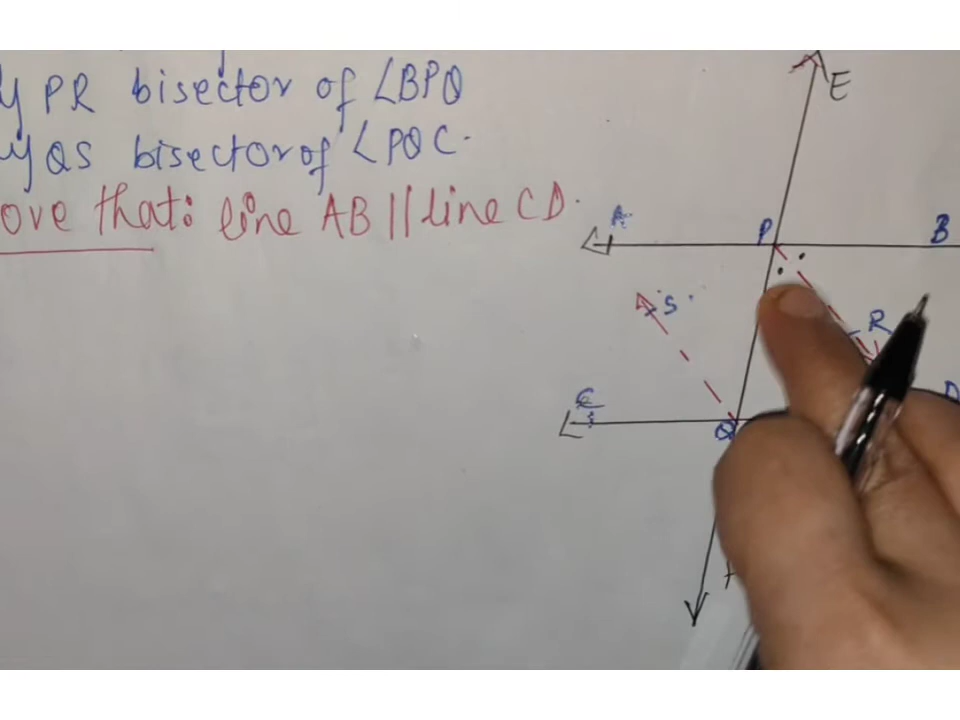 y PR bisector of ∠BPQ
y QS bisector of ∠PQC.
ove that: line AB || line CD.
E
A
P
B
S
R
C
D
Q